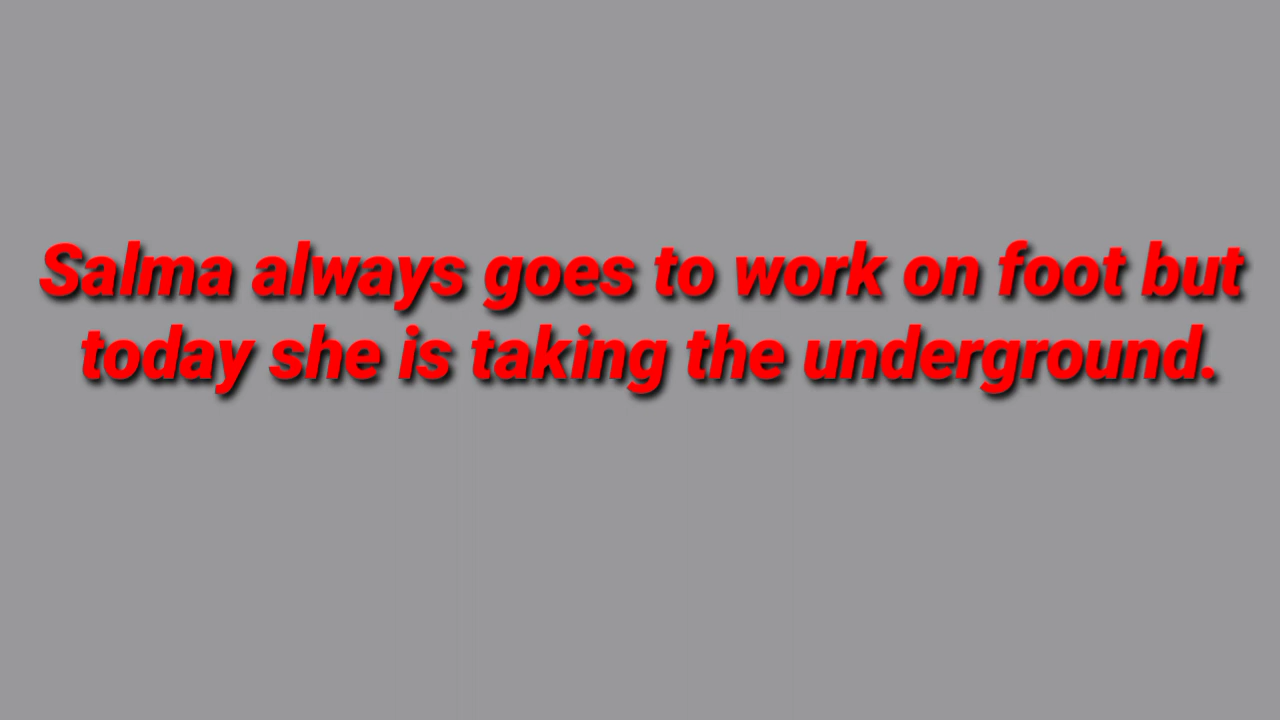 Salma always goes to work on foot but
today she is taking the underground.